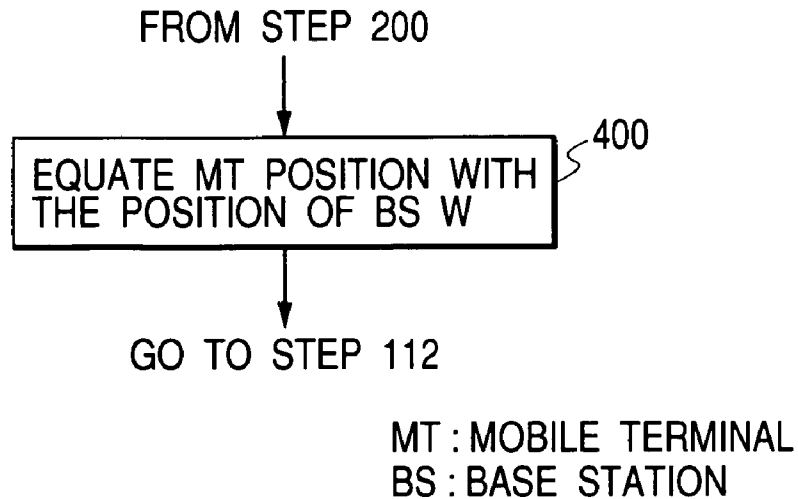 FROM STEP 200
400
EQUATE MT POSITION WITH
THE POSITION OF BS W
GO TO STEP 112
MT : MOBILE TERMINAL
BS : BASE STATION